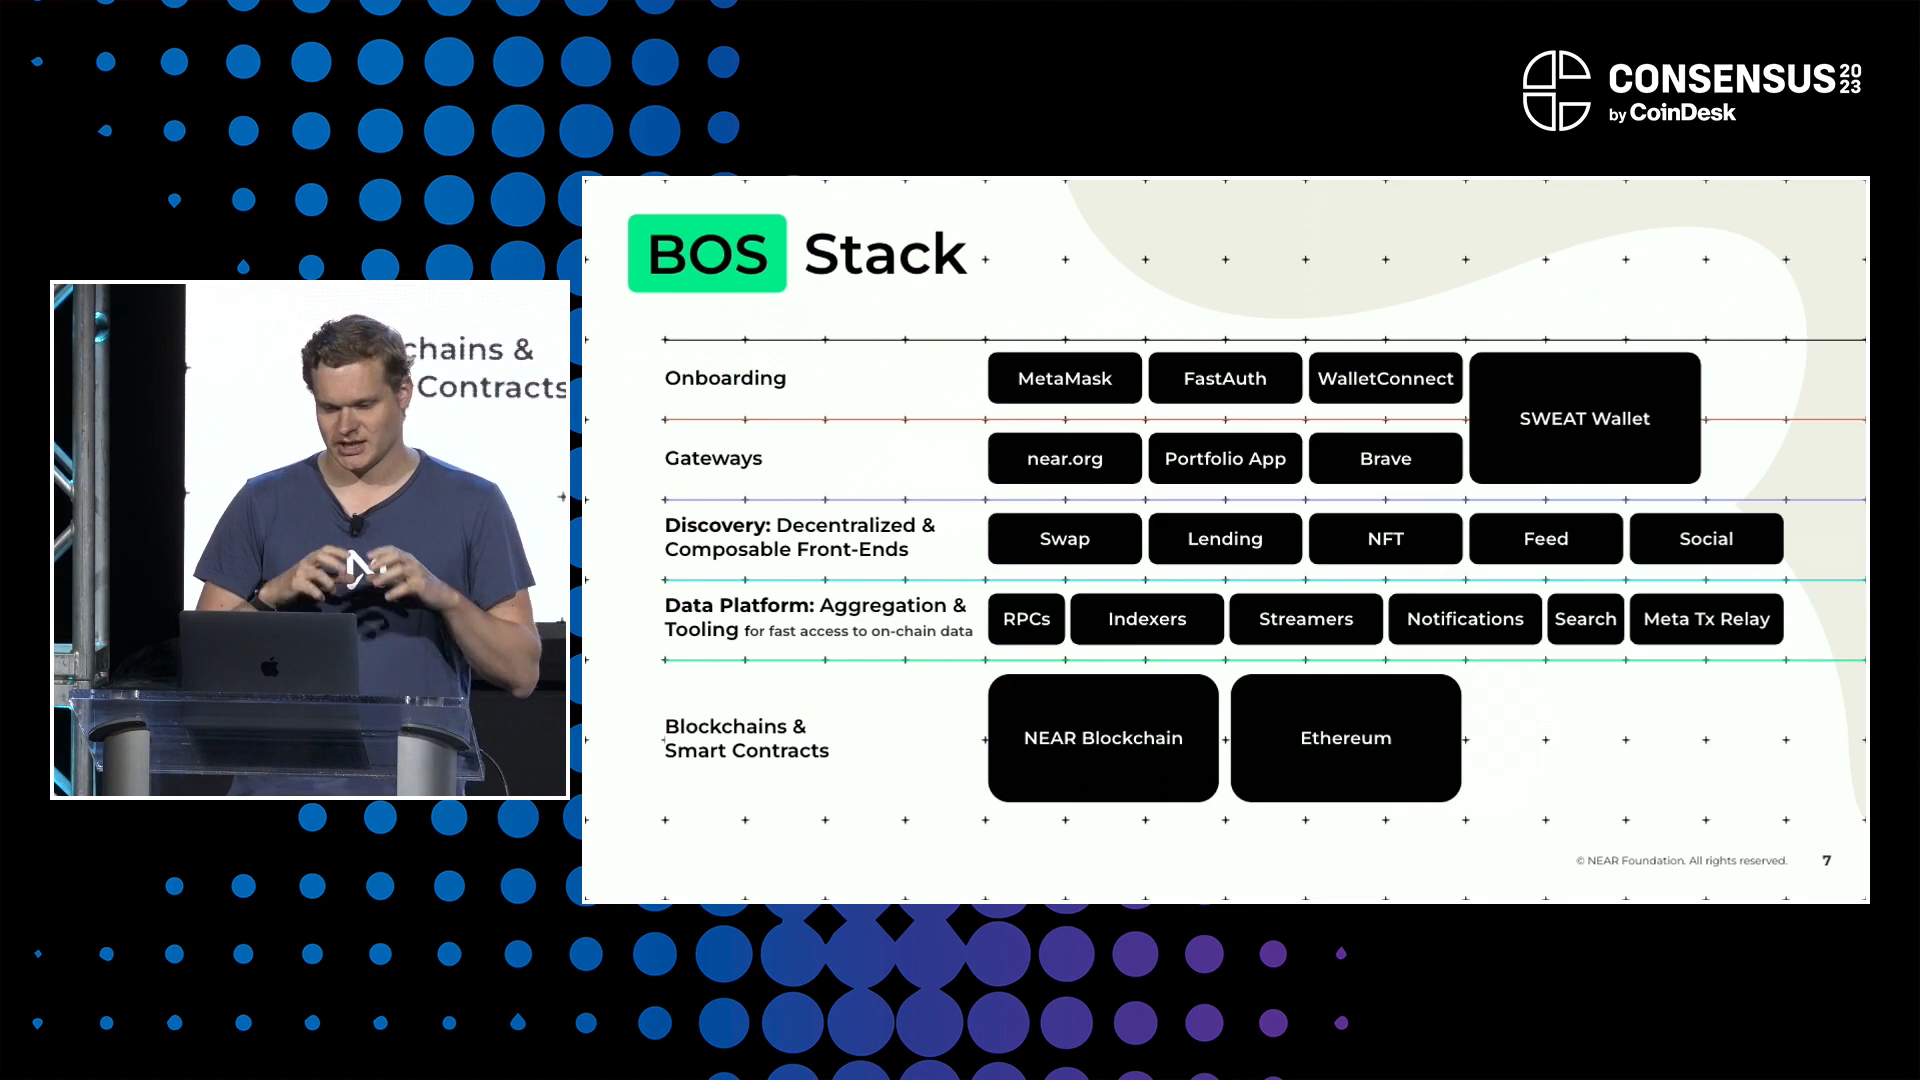 CONSENSUS 20 23
by CoinDesk
BOS Stack
Onboarding
MetaMask
FastAuth
WalletConnect
SWEAT Wallet
Gateways
near.org
Portfolio App
Brave
Discovery: Decentralized &
Composable Front-Ends
Swap
Lending
NFT
Feed
Social
Data Platform: Aggregation &
Tooling for fast access to on-chain data
RPCs
Indexers
Streamers
Notifications
Search
Meta Tx Relay
Blockchains &
Smart Contracts
NEAR Blockchain
Ethereum
© NEAR Foundation. All rights reserved. 7
chains &
Contracts